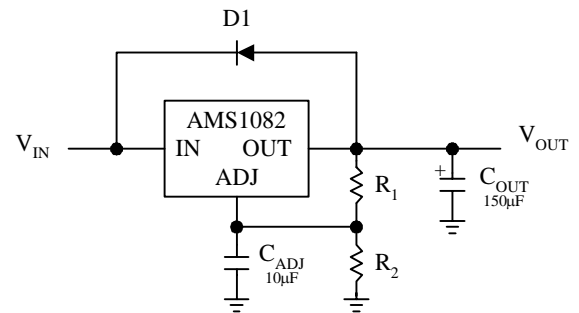 D1
AMS1082
V_IN IN OUT V_OUT
ADJ
R_1
+ C_OUT
150μF
C_ADJ
10μF
R_2